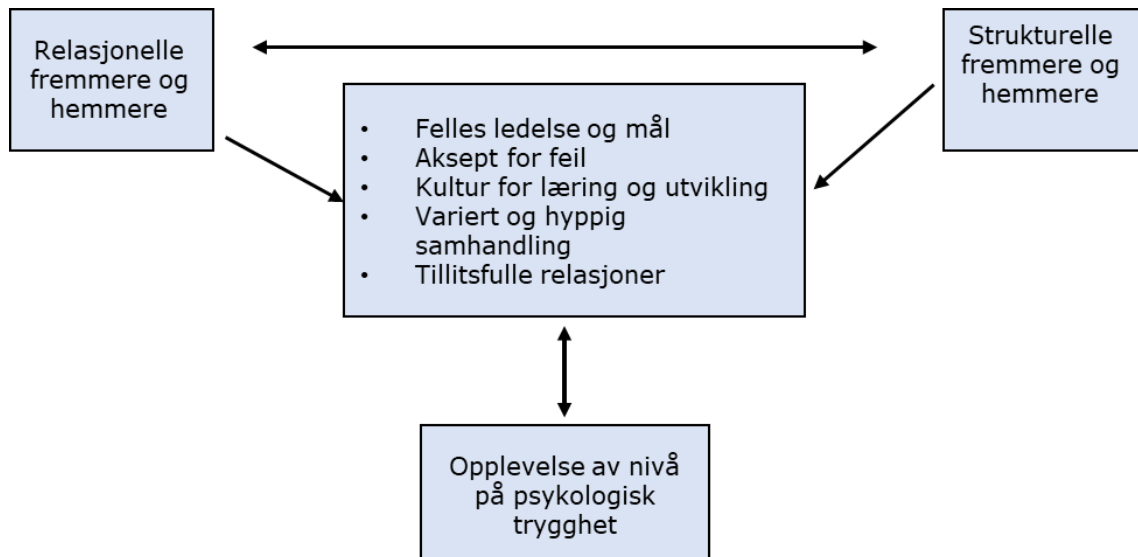 Relasjonelle
fremmere og
hemmere
Strukturelle
fremmere og
hemmere
• Felles ledelse og mål
• Aksept for feil
• Kultur for læring og utvikling
• Variert og hyppig
samhandling
• Tillitsfulle relasjoner
Opplevelse av nivå
på psykologisk
trygghet